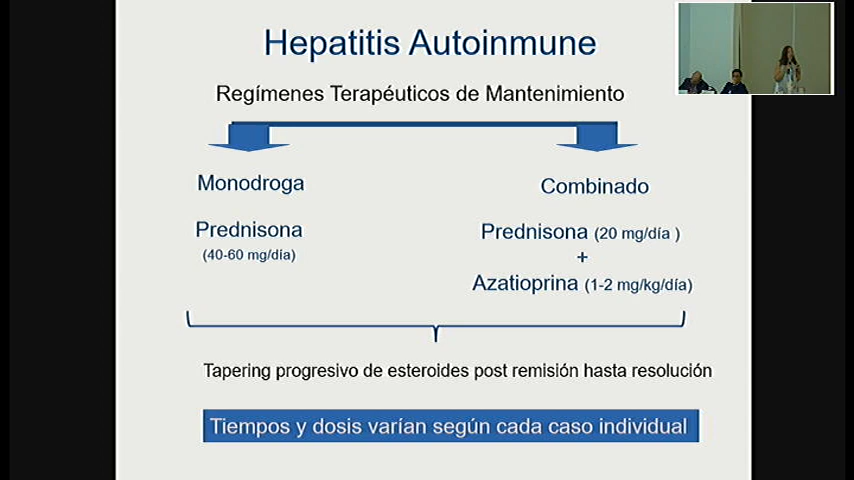 Hepatitis Autoinmune
Regímenes Terapéuticos de Mantenimiento
Monodroga
Prednisona
(40-60 mg/día)
Combinado
Prednisona (20 mg/día )
+
Azatioprina (1-2 mg/kg/día)
Tapering progresivo de esteroides post remisión hasta resolución
Tiempos y dosis varían según cada caso individual